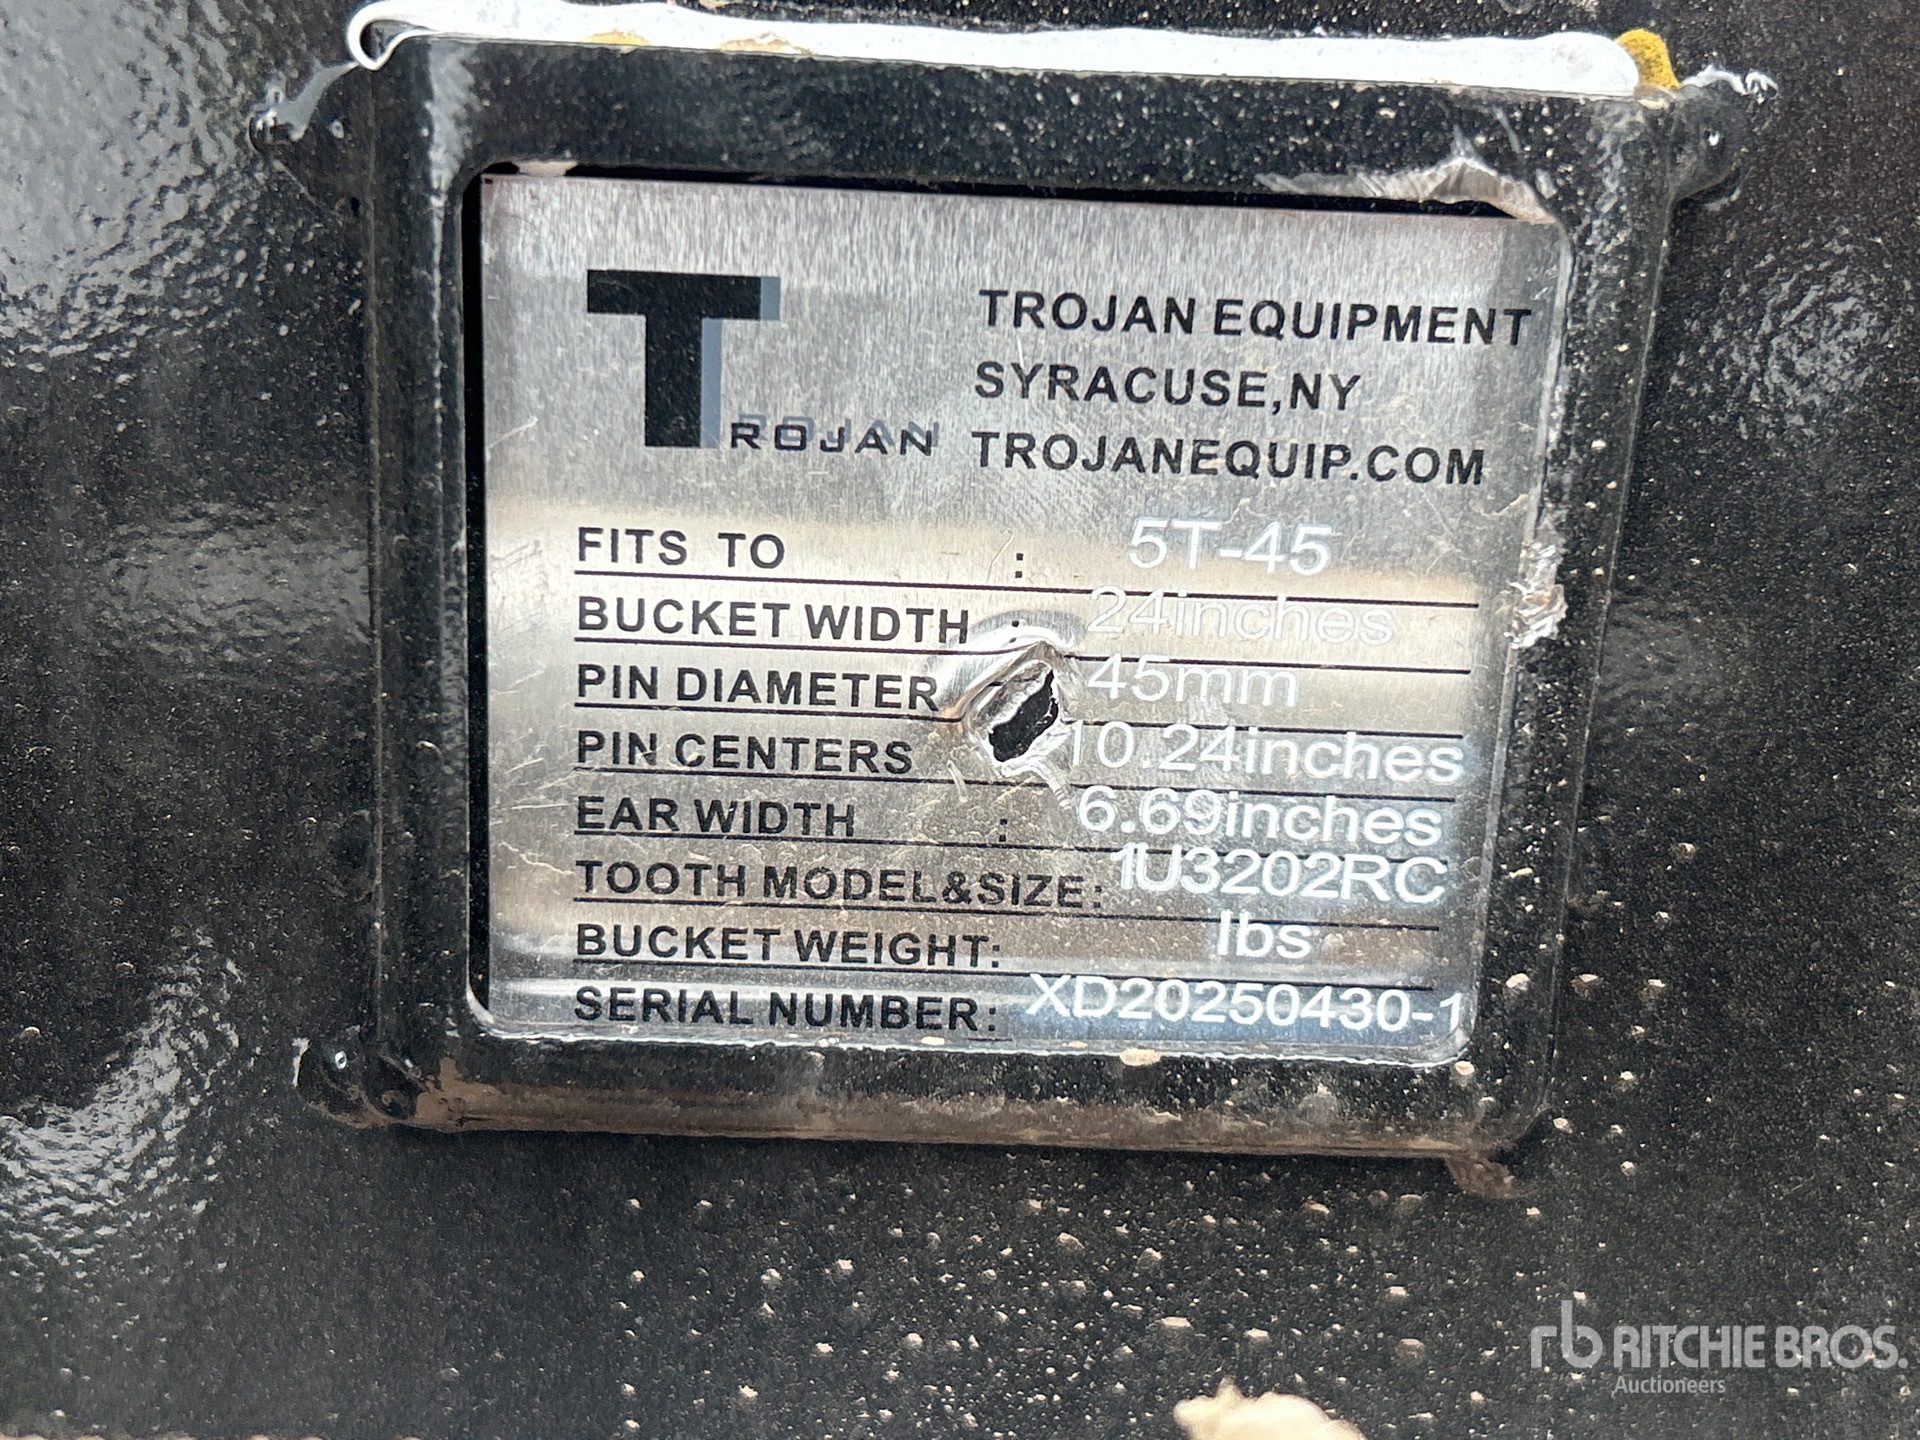 TROJAN
TROJAN EQUIPMENT
SYRACUSE,NY
TROJANEQUIP.COM
FITS TO : 5T-45
BUCKET WIDTH : 24inches
PIN DIAMETER 45mm
PIN CENTERS 10.24inches
EAR WIDTH : 6.69inches
TOOTH MODEL&SIZE: 1U3202RC
BUCKET WEIGHT: lbs
SERIAL NUMBER: XD20250430-1
rb RITCHIE BROS.
Auctioneers